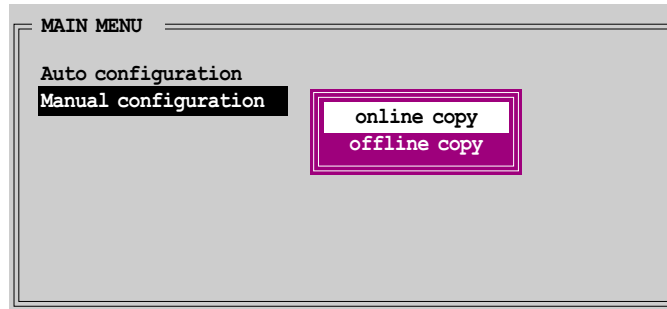 MAIN MENU
Auto configuration
Manual configuration
online copy
offline copy